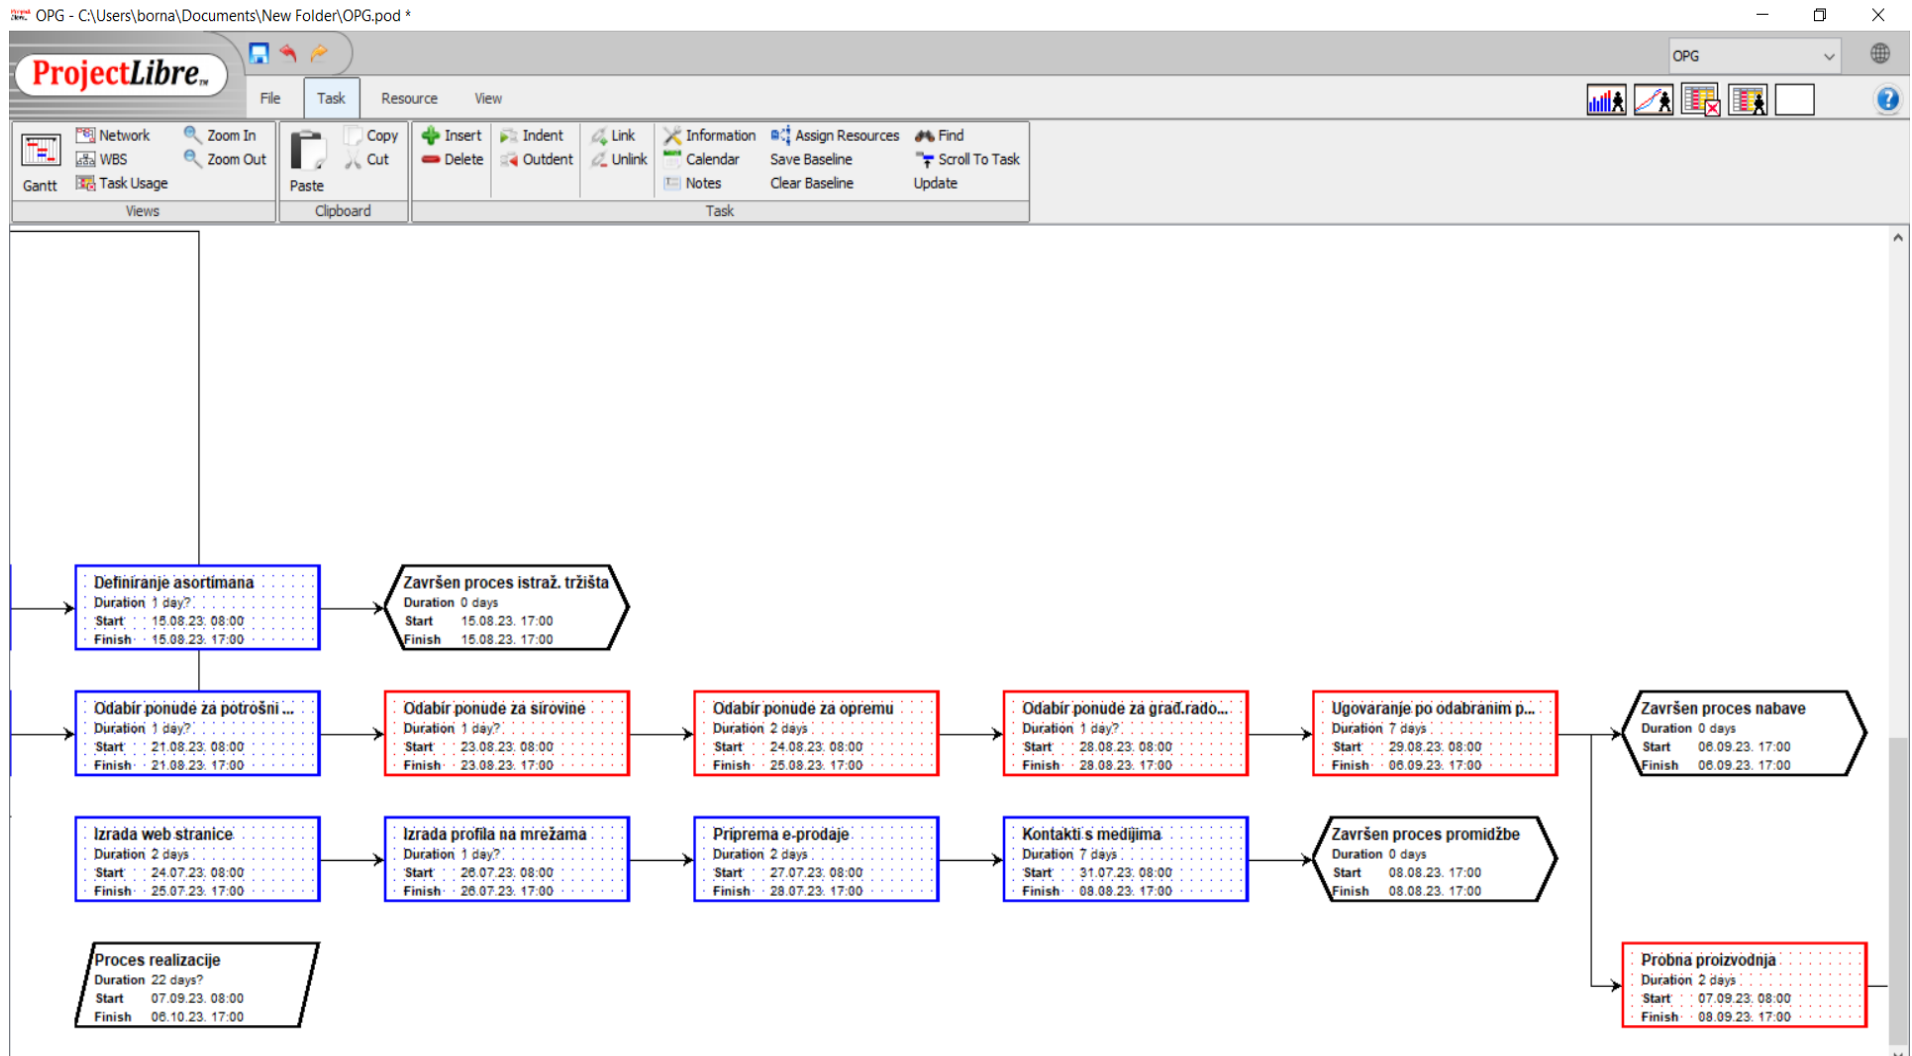 OPG - C:\Users\borna\Documents\New Folder\OPG.pod *
ProjectLibre TM
OPG
File Task Resource View
Network Zoom In Copy Insert Indent Link Information Assign Resources Find
WBS Zoom Out Cut Delete Outdent Unlink Calendar Save Baseline Scroll To Task
Gantt Task Usage Paste Notes Clear Baseline Update
Views Clipboard Task
Definiranje asortimana
Duration 1 day?
Start 15.08.23. 08:00
Finish 15.08.23. 17:00
Završen proces istraž. tržišta
Duration 0 days
Start 15.08.23. 17:00
Finish 15.08.23. 17:00
Odabir ponude za potrošni ...
Duration 1 day?
Start 21.08.23. 08:00
Finish 21.08.23. 17:00
Odabir ponude za sirovine
Duration 1 day?
Start 23.08.23. 08:00
Finish 23.08.23. 17:00
Odabir ponude za opremu
Duration 2 days
Start 24.08.23. 08:00
Finish 25.08.23. 17:00
Odabir ponude za građ.rado...
Duration 1 day?
Start 28.08.23. 08:00
Finish 28.08.23. 17:00
Ugovaranje po odabranim p...
Duration 7 days
Start 29.08.23. 08:00
Finish 06.09.23. 17:00
Završen proces nabave
Duration 0 days
Start 06.09.23. 17:00
Finish 06.09.23. 17:00
Izrada web stranice
Duration 2 days
Start 24.07.23. 08:00
Finish 25.07.23. 17:00
Izrada profila na mrežama
Duration 1 day?
Start 26.07.23. 08:00
Finish 26.07.23. 17:00
Priprema e-prodaje
Duration 2 days
Start 27.07.23. 08:00
Finish 28.07.23. 17:00
Kontakti s medijima
Duration 7 days
Start 31.07.23. 08:00
Finish 08.08.23. 17:00
Završen proces promidžbe
Duration 0 days
Start 08.08.23. 17:00
Finish 08.08.23. 17:00
Proces realizacije
Duration 22 days?
Start 07.09.23. 08:00
Finish 06.10.23. 17:00
Probna proizvodnja
Duration 2 days
Start 07.09.23. 08:00
Finish 08.09.23. 17:00